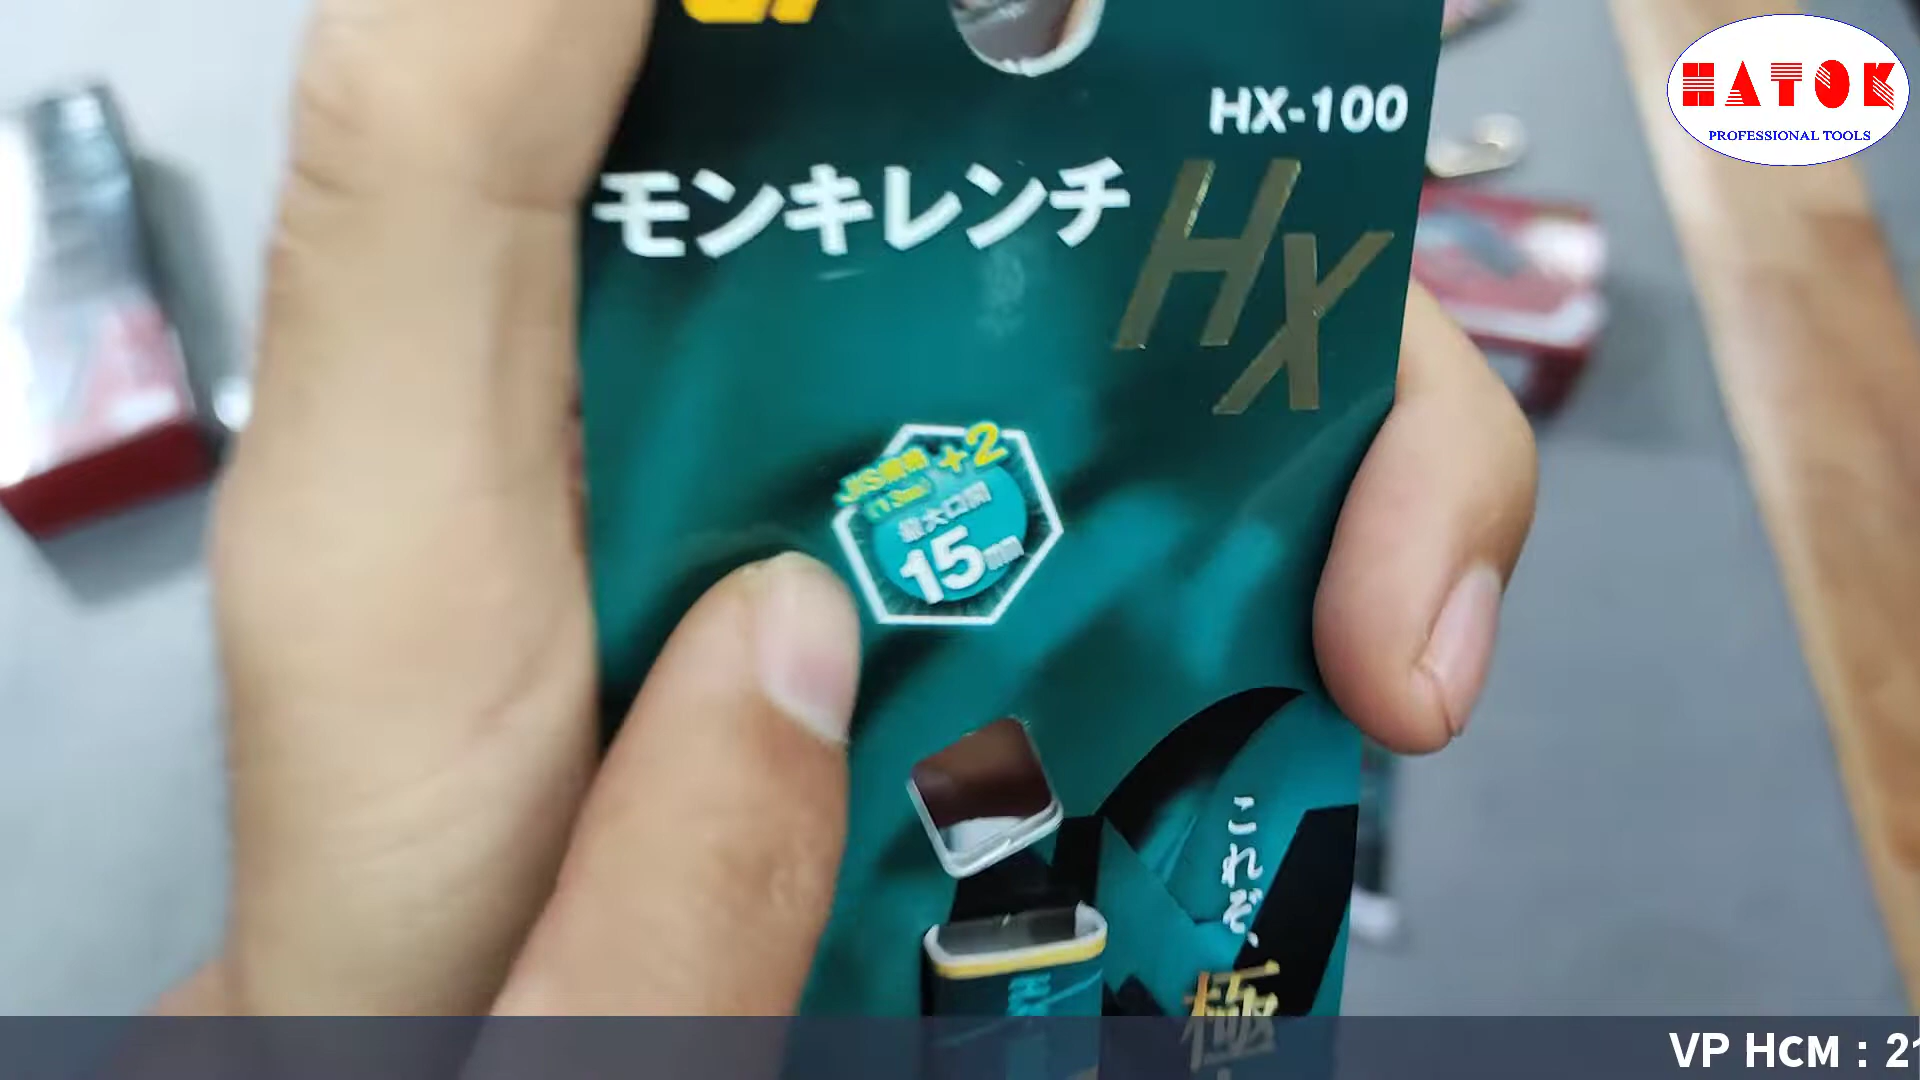 HATOK
PROFESSIONAL TOOLS
HX-100
モンキレンチ
HX
JIS規格 +2
(13mm)
最大口開
15mm
これぞ、
極
VP HCM : 21